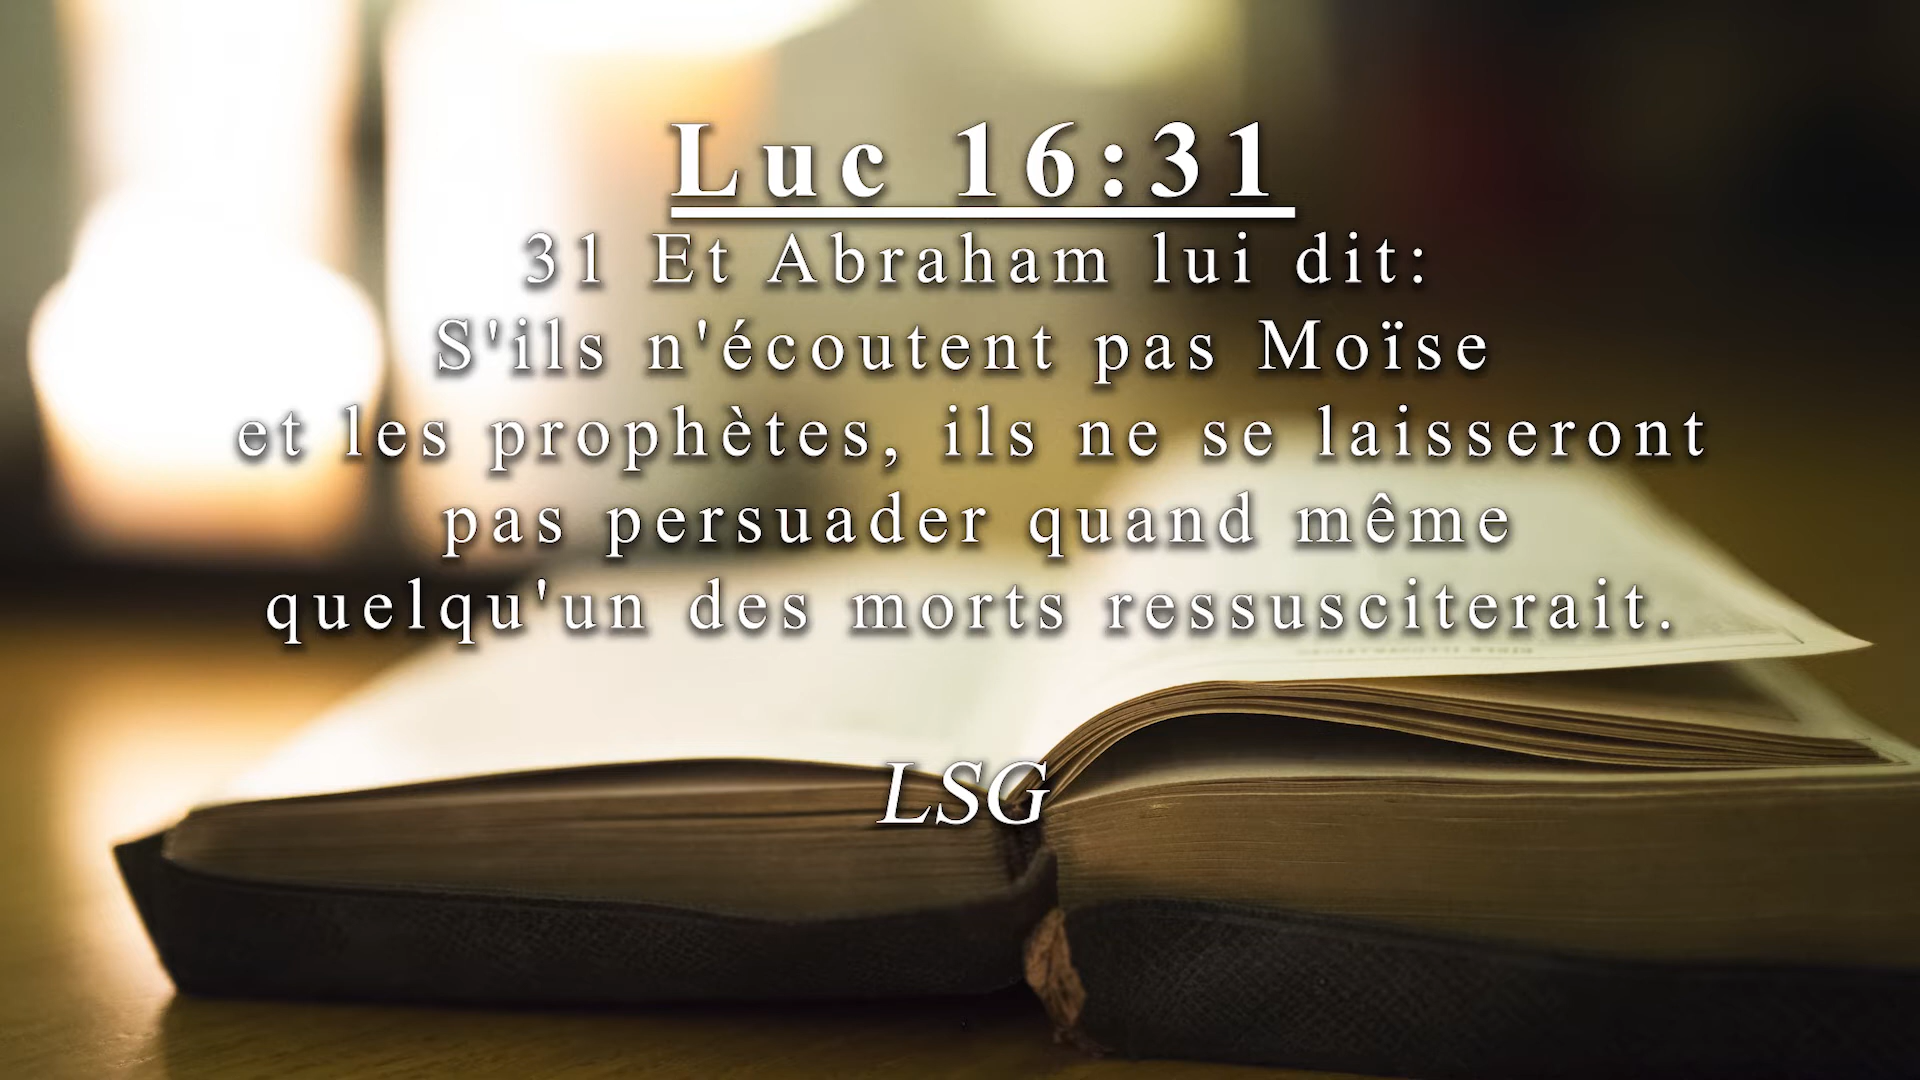 Luc 16:31
31 Et Abraham lui dit:
S'ils n'écoutent pas Moïse
et les prophètes, ils ne se laisseront
pas persuader quand même
quelqu'un des morts ressusciterait.
LSG